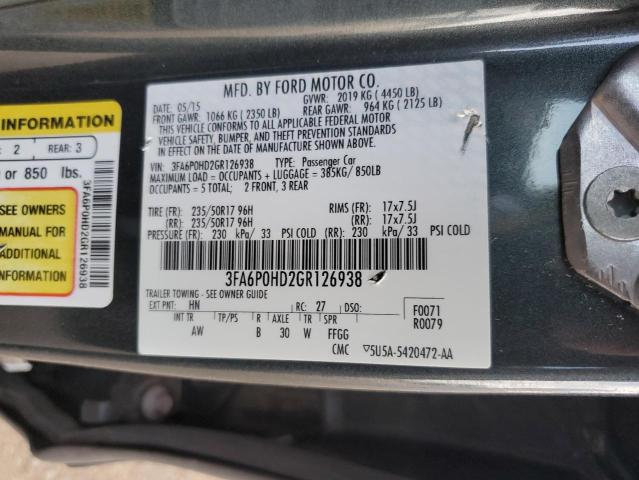 MFD. BY FORD MOTOR CO.
DATE: 05/15 GVWR: 2019 KG ( 4450 LB)
FRONT GAWR: 1066 KG ( 2350 LB) REAR GAWR: 964 KG ( 2125 LB)
THIS VEHICLE CONFORMS TO ALL APPLICABLE FEDERAL MOTOR
VEHICLE SAFETY, BUMPER, AND THEFT PREVENTION STANDARDS
IN EFFECT ON THE DATE OF MANUFACTURE SHOWN ABOVE.
VIN: 3FA6P0HD2GR126938 TYPE: Passenger Car
MAXIMUM LOAD = OCCUPANTS + LUGGAGE = 385KG/850LB
OCCUPANTS = 5 TOTAL; 2 FRONT, 3 REAR
TIRE (FR): 235/50R17 96H RIMS (FR): 17x7.5J
(RR): 235/50R17 96H (RR): 17x7.5J
PRESSURE (FR): 230 kPa/ 33 PSI COLD (RR): 230 kPa/ 33 PSI COLD
3FA6P0HD2GR126938
TRAILER TOWING - SEE OWNER GUIDE
EXT PNT: HN RC: 27 DSO: F0071
INT TR TP/PS R AXLE TR SPR R0079
AW B 30 W FFGG
CMC ▽5U5A-5420472-AA
INFORMATION
: 2 REAR: 3
or 850 lbs.
SEE OWNERS
MANUAL FOR
ADDITIONAL
3FA6P0HD2GR126938